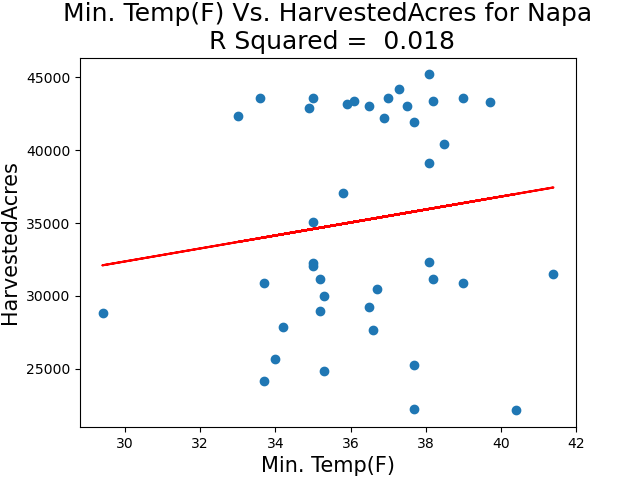 Min. Temp(F) Vs. HarvestedAcres for Napa
R Squared =  0.018
45000
40000
35000
30000
25000
HarvestedAcres
30 32 34 36 38 40 42
Min. Temp(F)